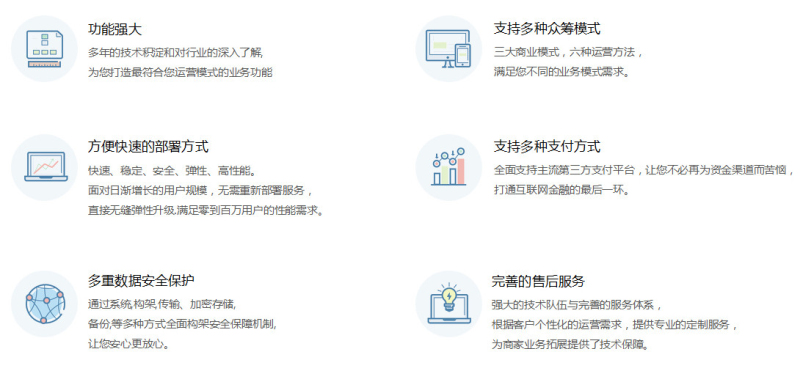 功能强大
多年的技术积淀和对行业的深入了解,
为您打造最符合您运营模式的业务功能
支持多种众筹模式
三大商业模式，六种运营方法，
满足您不同的业务模式需求。
方便快速的部署方式
快速、稳定、安全、弹性、高性能。
面对日渐增长的用户规模，无需重新部署服务，
直接无缝弹性升级,满足零到百万用户的性能需求。
支持多种支付方式
全面支持主流第三方支付平台，让您不必再为资金渠道而苦恼，
打通互联网金融的最后一环。
多重数据安全保护
通过系统,构架,传输、加密存储,
备份,等多种方式全面构架安全保障机制,
让您安心更放心。
完善的售后服务
强大的技术队伍与完善的服务体系，
根据客户个性化的运营需求，提供专业的定制服务，
为商家业务拓展提供了技术保障。